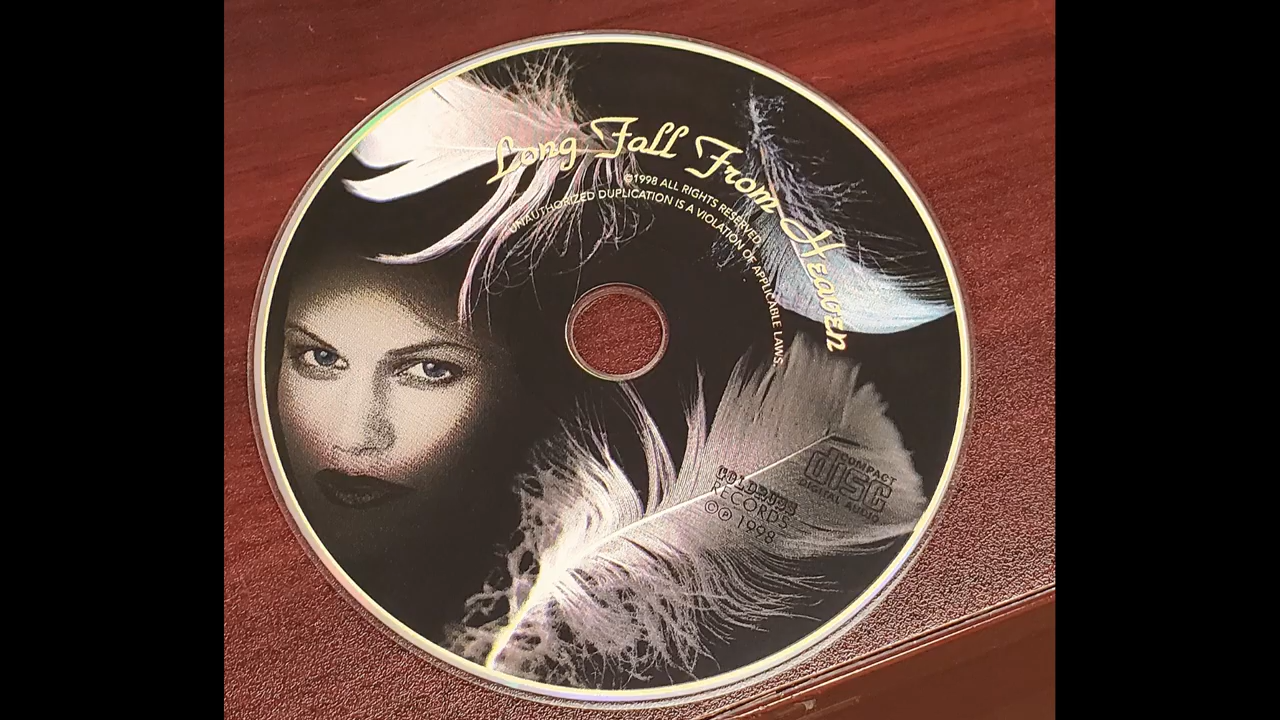 Long Fall From Heaven
©1998 ALL RIGHTS RESERVED.
UNAUTHORIZED DUPLICATION IS A VIOLATION OF APPLICABLE LAWS.
COMPACT
disc
DIGITAL AUDIO
RECORDS
©℗ 1998